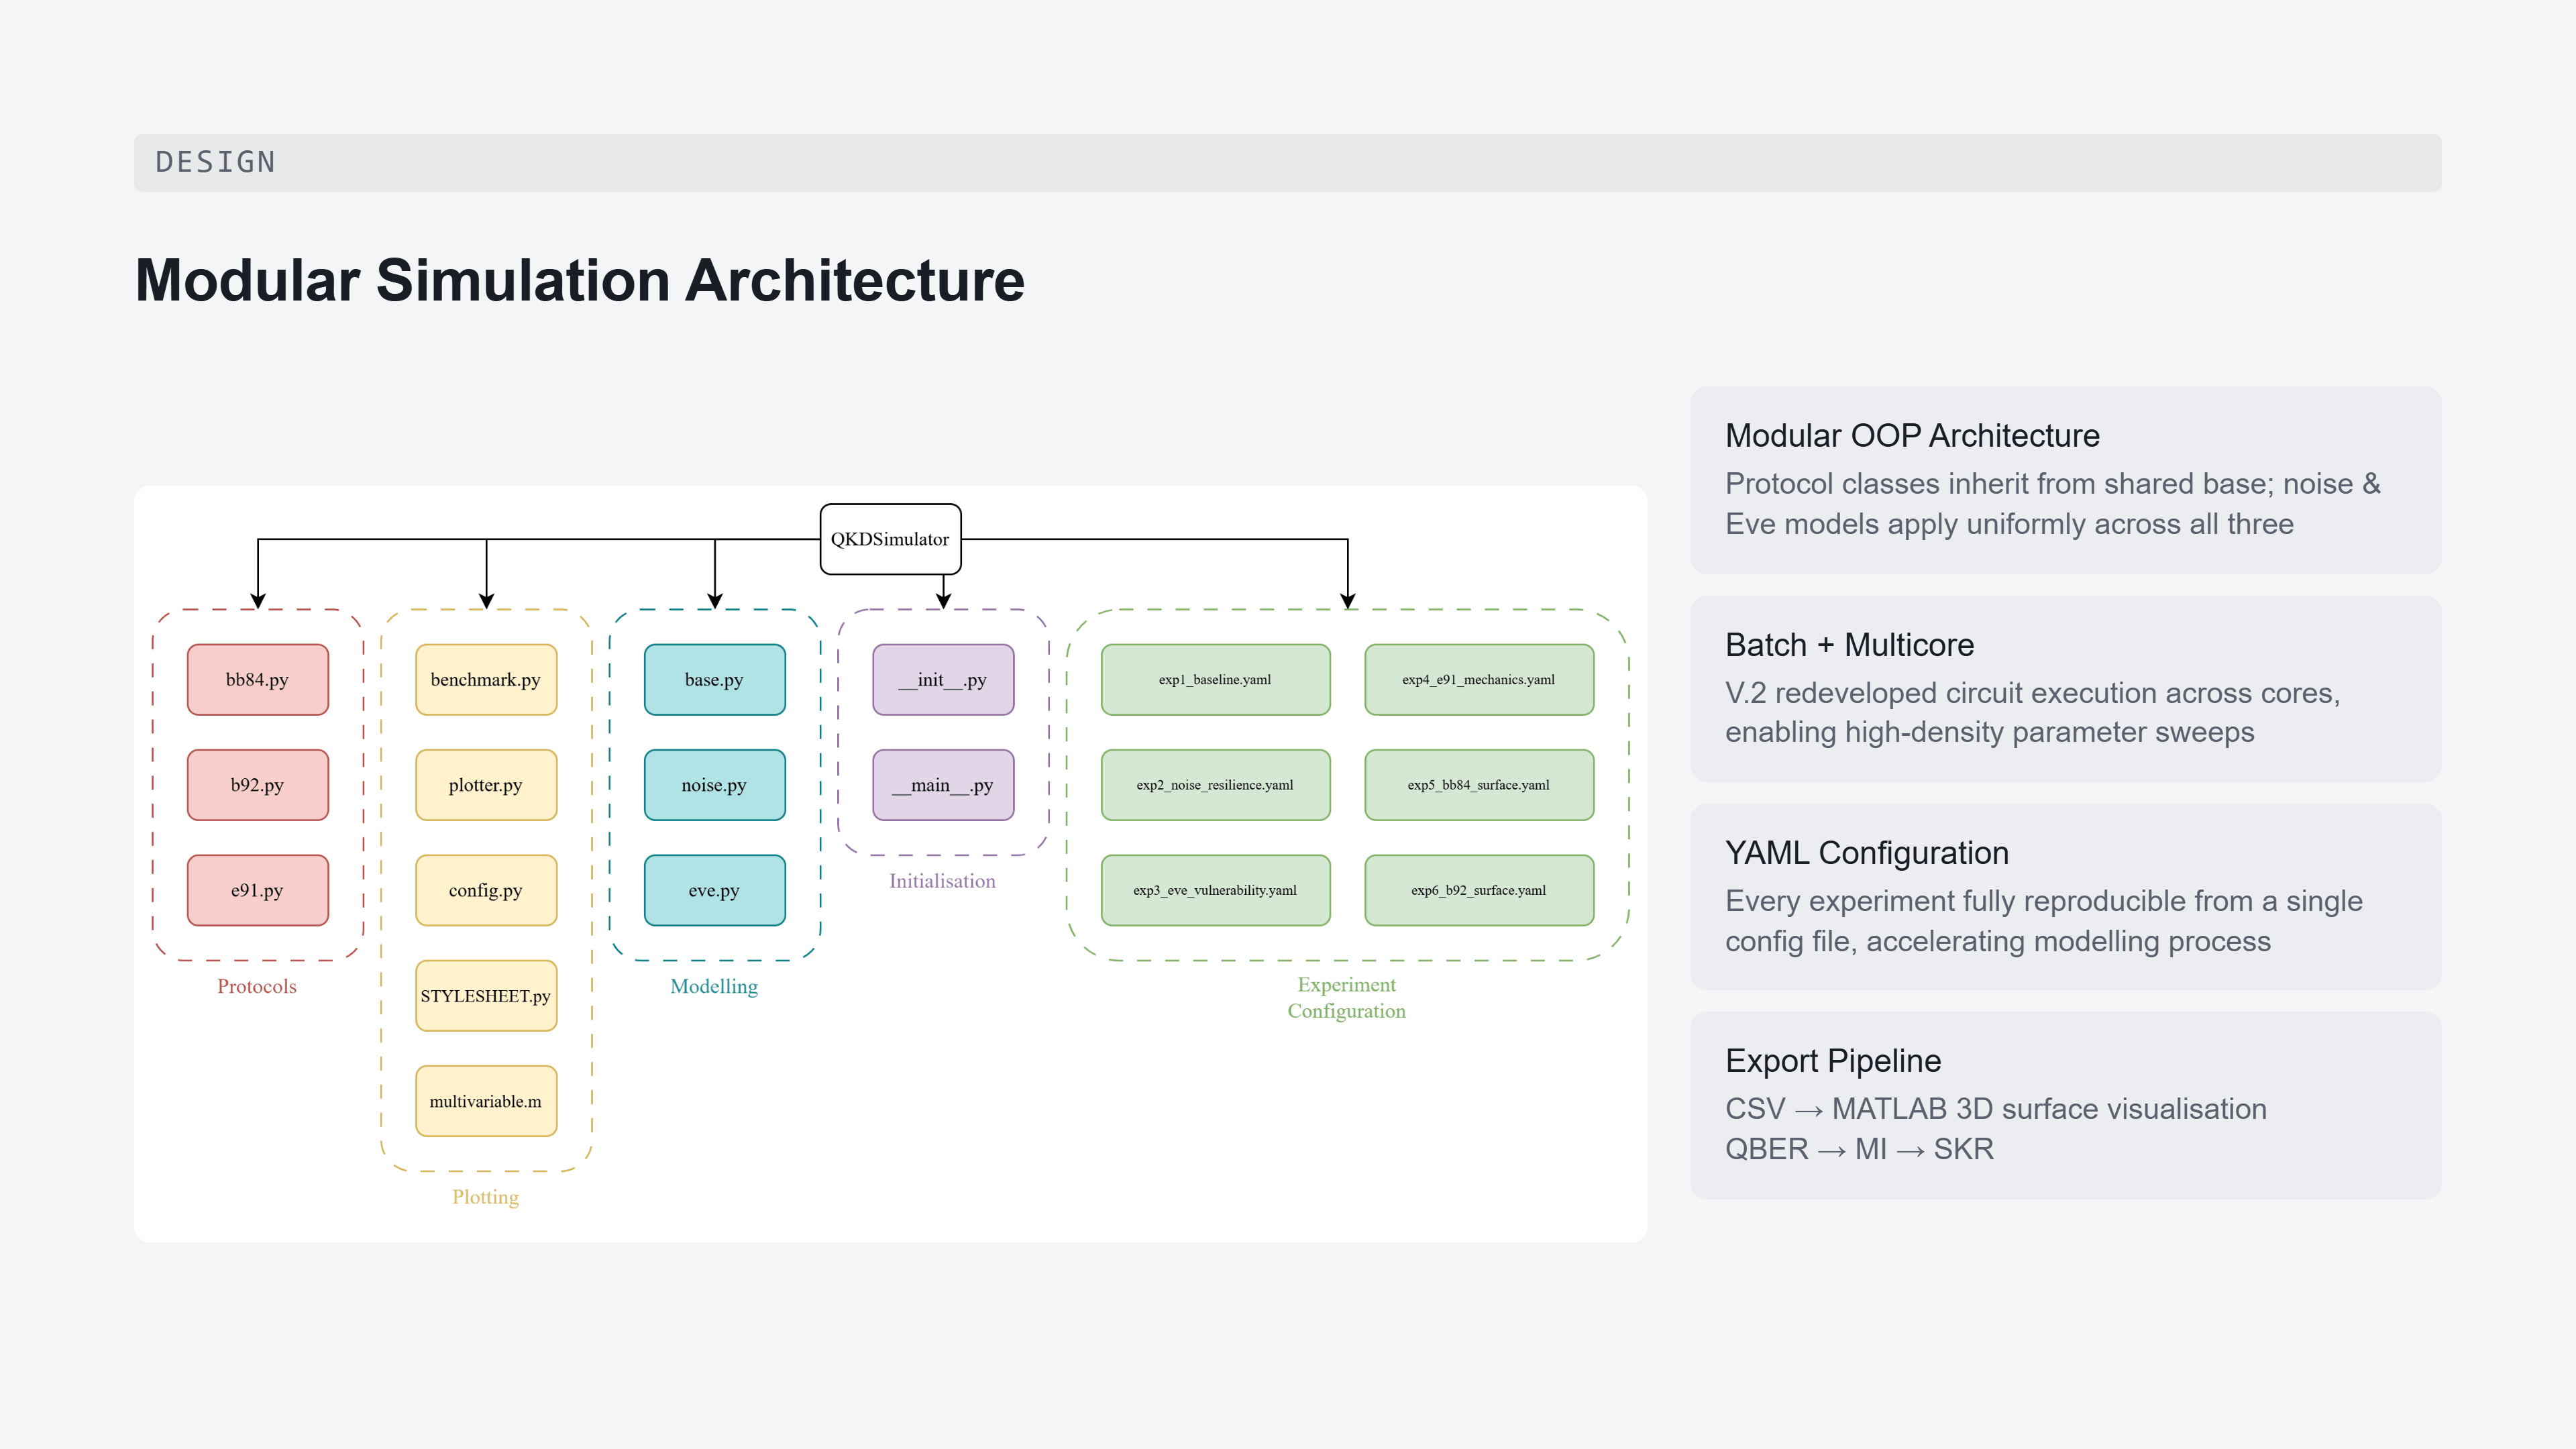 DESIGN
Modular Simulation Architecture
QKDSimulator
bb84.py
b92.py
e91.py
Protocols
benchmark.py
plotter.py
config.py
STYLESHEET.py
multivariable.m
Plotting
base.py
noise.py
eve.py
Modelling
__init__.py
__main__.py
Initialisation
exp1_baseline.yaml
exp2_noise_resilience.yaml
exp3_eve_vulnerability.yaml
exp4_e91_mechanics.yaml
exp5_bb84_surface.yaml
exp6_b92_surface.yaml
Experiment
Configuration
Modular OOP Architecture
Protocol classes inherit from shared base; noise &
Eve models apply uniformly across all three
Batch + Multicore
V.2 redeveloped circuit execution across cores,
enabling high-density parameter sweeps
YAML Configuration
Every experiment fully reproducible from a single
config file, accelerating modelling process
Export Pipeline
CSV → MATLAB 3D surface visualisation
QBER → MI → SKR